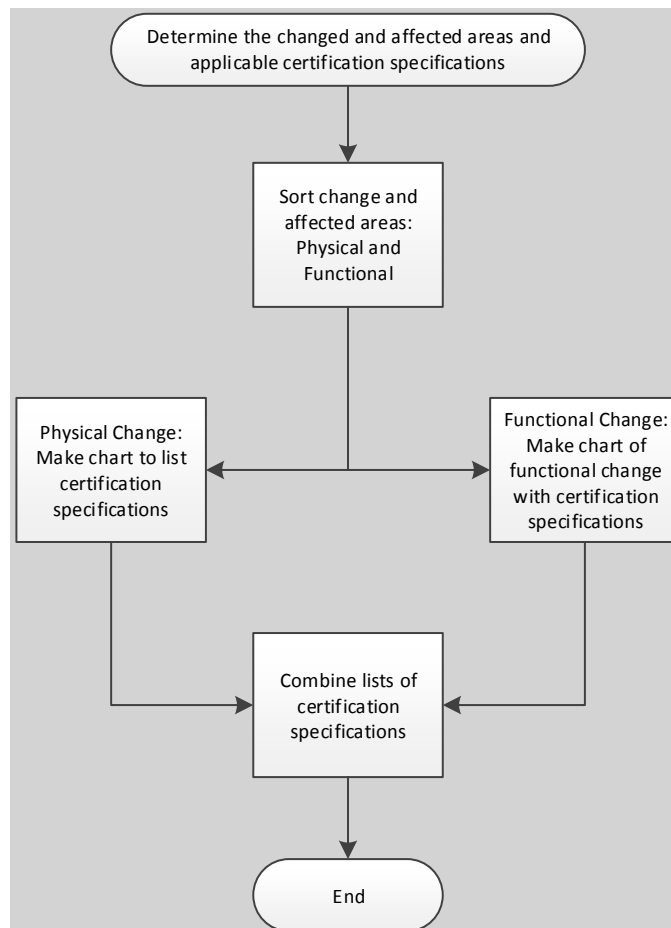 Determine the changed and affected areas and
applicable certification specifications
Sort change and
affected areas:
Physical and
Functional
Physical Change:
Make chart to list
certification
specifications
Functional Change:
Make chart of
functional change
with certification
specifications
Combine lists of
certification
specifications
End